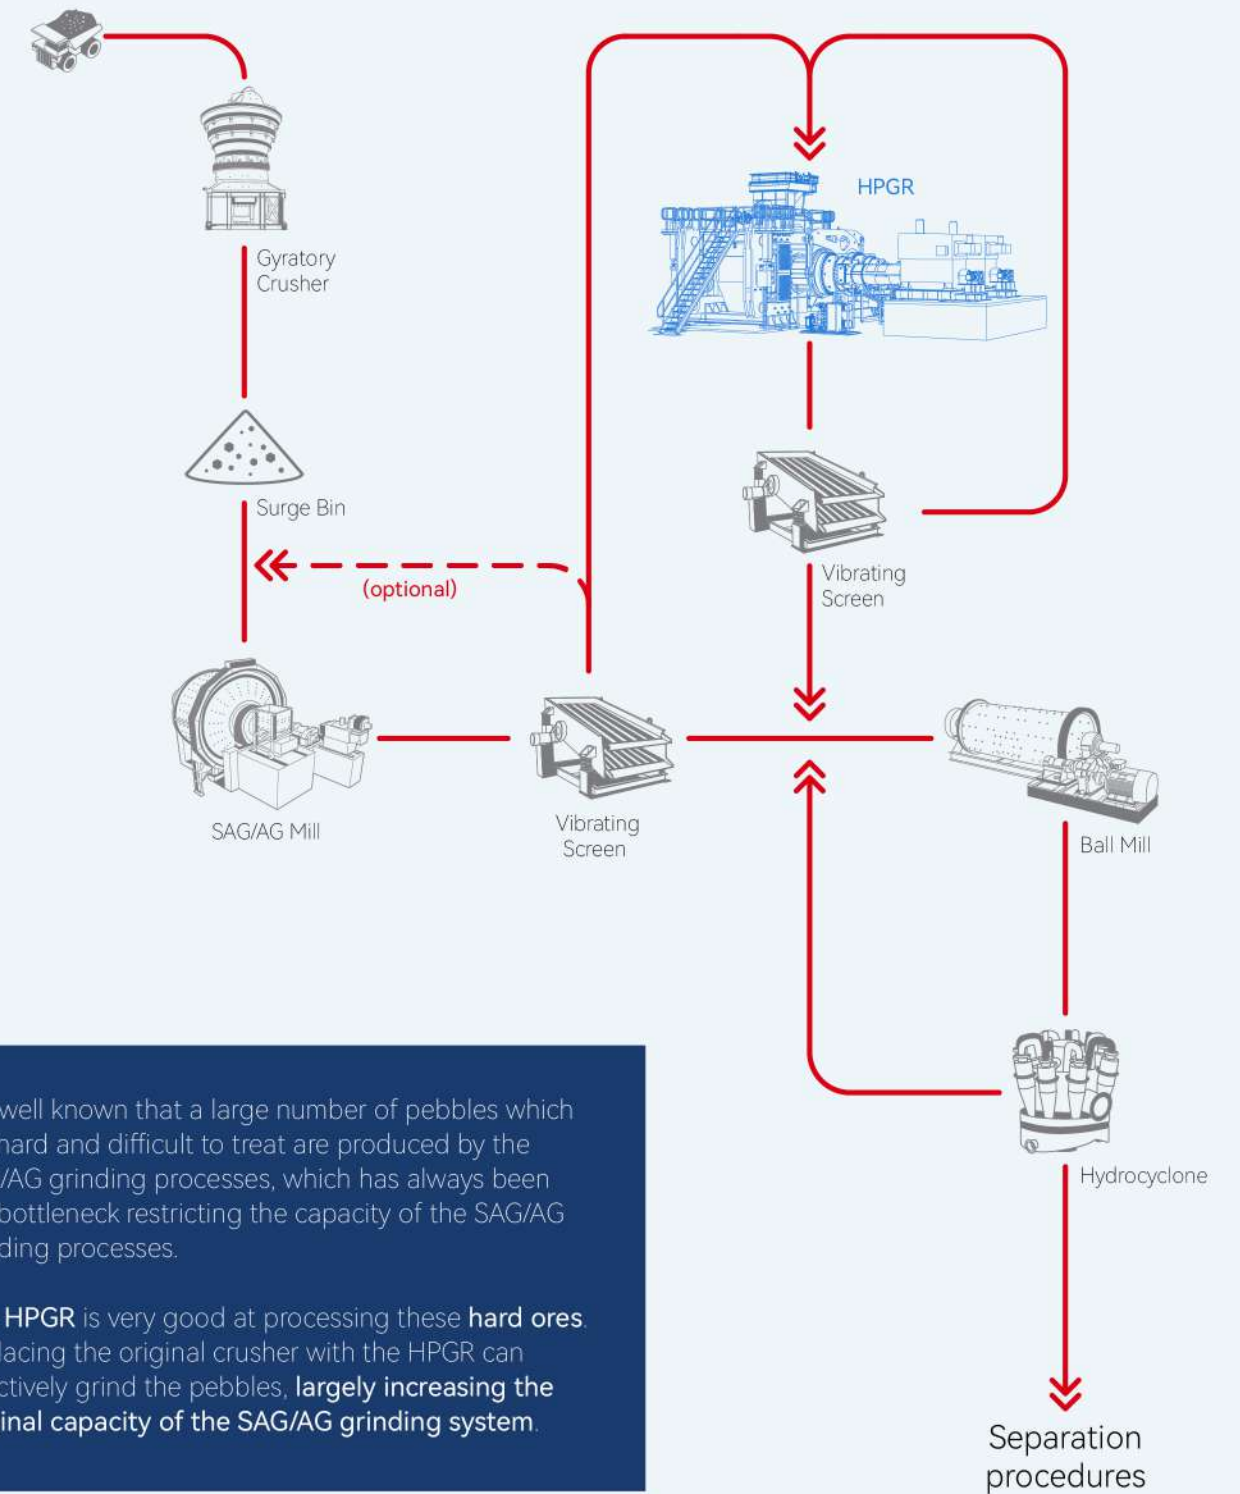 HPGR
Gyratory
Crusher
Surge Bin
(optional)
Vibrating
Screen
SAG/AG Mill
Vibrating
Screen
Ball Mill
Hydrocyclone
well known that a large number of pebbles which
hard and difficult to treat are produced by the
/AG grinding processes, which has always been
bottleneck restricting the capacity of the SAG/AG
ding processes.
HPGR is very good at processing these hard ores.
lacing the original crusher with the HPGR can
ctively grind the pebbles, largely increasing the
inal capacity of the SAG/AG grinding system.
Separation
procedures